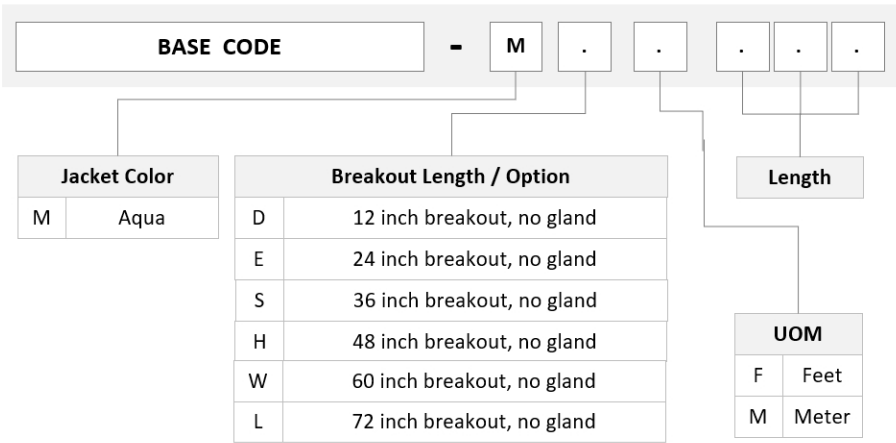 BASE CODE - M . . . . .
Jacket Color
M Aqua
Breakout Length / Option
D 12 inch breakout, no gland
E 24 inch breakout, no gland
S 36 inch breakout, no gland
H 48 inch breakout, no gland
W 60 inch breakout, no gland
L 72 inch breakout, no gland
Length
UOM
F Feet
M Meter